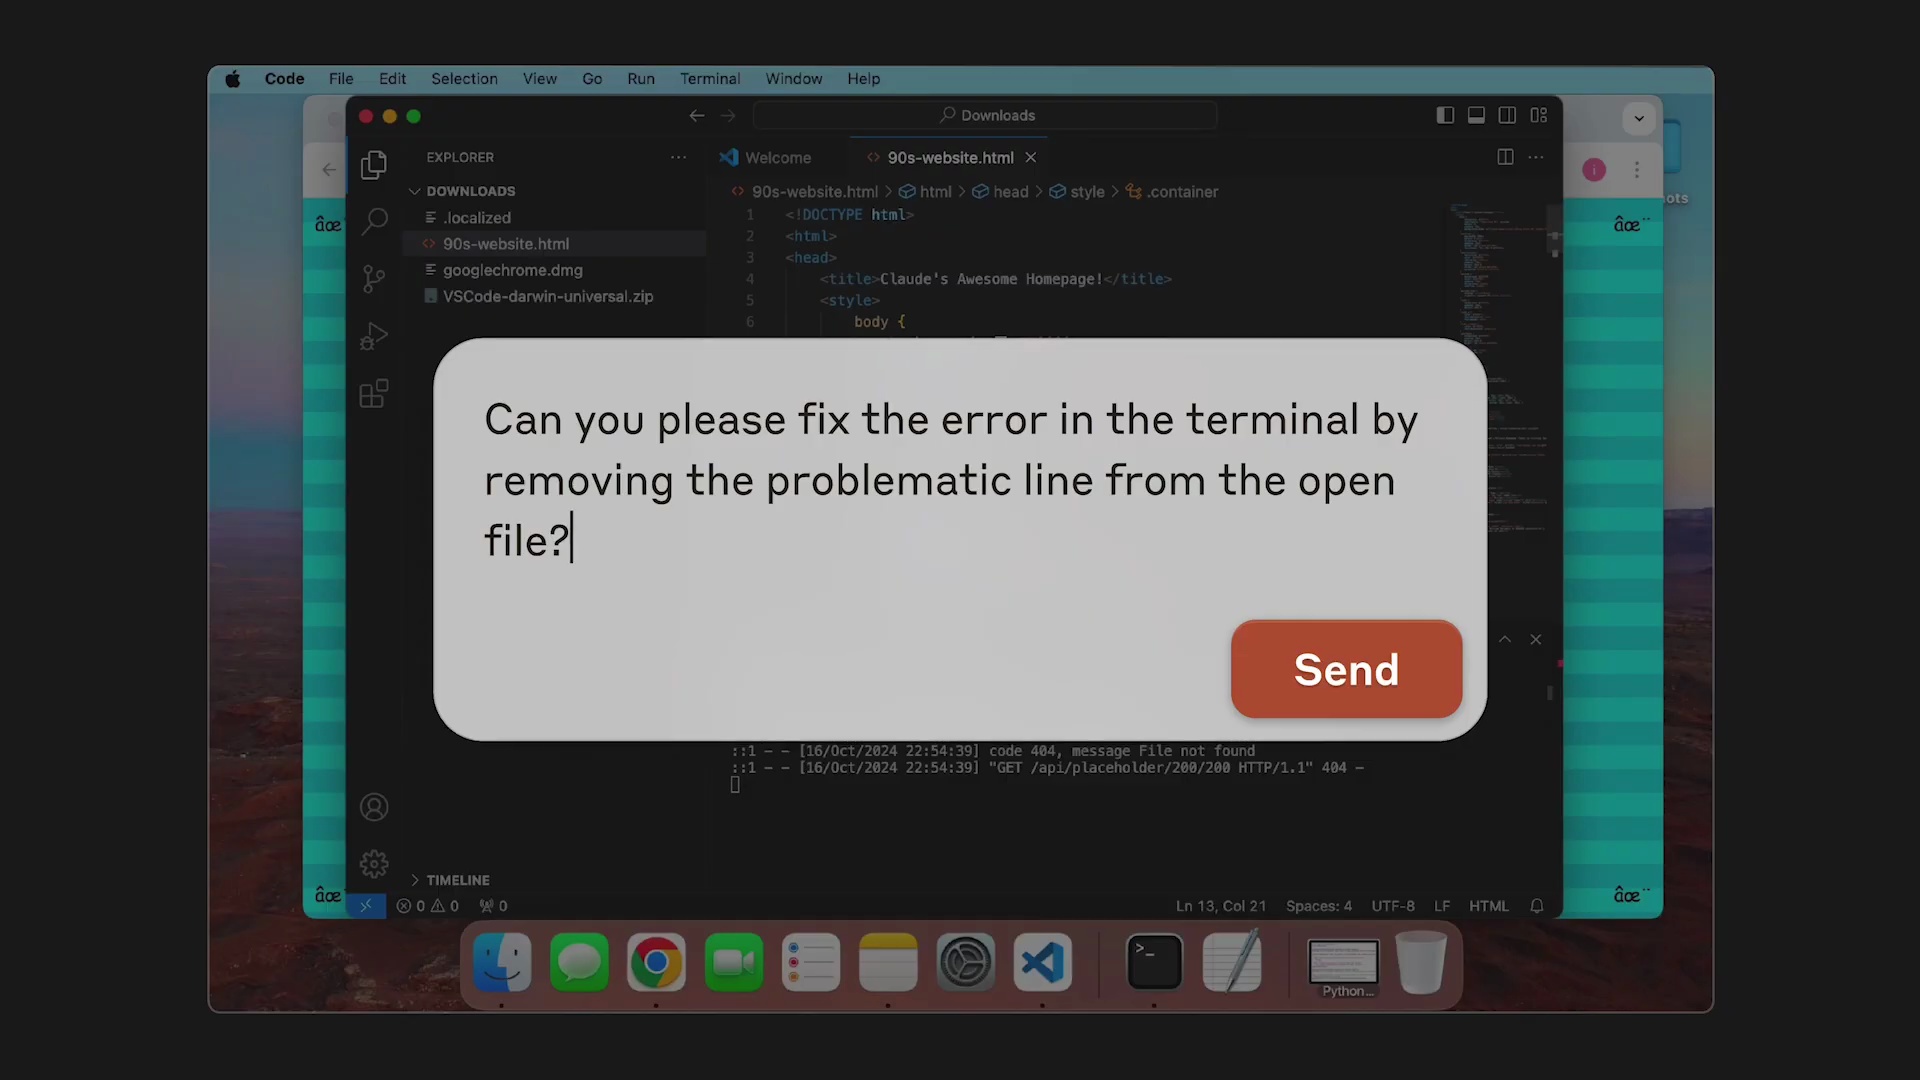 Code File Edit Selection View Go Run Terminal Window Help
Downloads
EXPLORER
Welcome
90s-website.html
DOWNLOADS
90s-website.html > html > head > style > .container
.localized
1 <!DOCTYPE html>
90s-website.html
2 <html>
3 <head>
googlechrome.dmg
4 <title>Claude's Awesome Homepage!</title>
VSCode-darwin-universal.zip
5 <style>
6 body {
âœ
âœ¨
ots
Can you please fix the error in the terminal by
removing the problematic line from the open
file?
Send
::1 - - [16/Oct/2024 22:54:39] code 404, message File not found
::1 - - [16/Oct/2024 22:54:39] "GET /api/placeholder/200/200 HTTP/1.1" 404 -
TIMELINE
âœ
âœ¨
0 0 0
Ln 13, Col 21 Spaces: 4 UTF-8 LF HTML
Python...